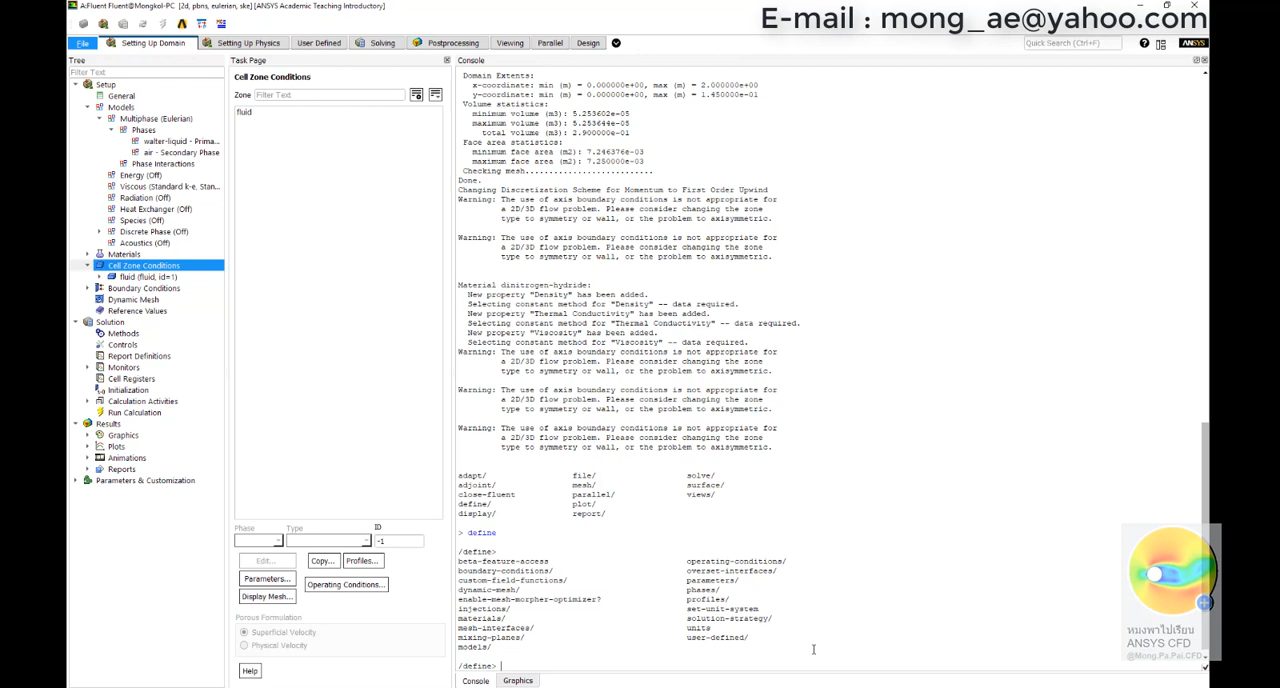 A:Fluent Fluent@Mongkol-PC [2d, pbns, eulerian, ske] [ANSYS Academic Teaching Introductory]
E-mail : mong_ae@yahoo.com
File
Setting Up Domain
Setting Up Physics
User Defined
Solving
Postprocessing
Viewing
Parallel
Design
Quick Search (Ctrl+F)
ANSYS
Tree
Filter Text
Setup
General
Models
Multiphase (Eulerian)
Phases
walter-liquid - Prima...
air - Secondary Phase
Phase Interactions
Energy (Off)
Viscous (Standard k-e, Stan...
Radiation (Off)
Heat Exchanger (Off)
Species (Off)
Discrete Phase (Off)
Acoustics (Off)
Materials
Cell Zone Conditions
fluid (fluid, id=1)
Boundary Conditions
Dynamic Mesh
Reference Values
Solution
Methods
Controls
Report Definitions
Monitors
Cell Registers
Initialization
Calculation Activities
Run Calculation
Results
Graphics
Plots
Animations
Reports
Parameters & Customization
Task Page
Cell Zone Conditions
Zone
Filter Text
fluid
Phase
Type
ID
-1
Edit...
Copy...
Profiles...
Parameters...
Operating Conditions...
Display Mesh...
Porous Formulation
Superficial Velocity
Physical Velocity
Help
Console
Domain Extents:
x-coordinate: min (m) = 0.000000e+00, max (m) = 2.000000e+00
y-coordinate: min (m) = 0.000000e+00, max (m) = 1.450000e-01
Volume statistics:
minimum volume (m3): 5.253602e-05
maximum volume (m3): 5.253644e-05
total volume (m3): 2.900000e-01
Face area statistics:
minimum face area (m2): 7.246376e-03
maximum face area (m2): 7.250000e-03
Checking mesh..........................
Done.
Changing Discretization Scheme for Momentum to First Order Upwind
Warning: The use of axis boundary conditions is not appropriate for
a 2D/3D flow problem. Please consider changing the zone
type to symmetry or wall, or the problem to axisymmetric.
Warning: The use of axis boundary conditions is not appropriate for
a 2D/3D flow problem. Please consider changing the zone
type to symmetry or wall, or the problem to axisymmetric.
Material dinitrogen-hydride:
New property "Density" has been added.
Selecting constant method for "Density" -- data required.
New property "Thermal Conductivity" has been added.
Selecting constant method for "Thermal Conductivity" -- data required.
New property "Viscosity" has been added.
Selecting constant method for "Viscosity" -- data required.
Warning: The use of axis boundary conditions is not appropriate for
a 2D/3D flow problem. Please consider changing the zone
type to symmetry or wall, or the problem to axisymmetric.
Warning: The use of axis boundary conditions is not appropriate for
a 2D/3D flow problem. Please consider changing the zone
type to symmetry or wall, or the problem to axisymmetric.
Warning: The use of axis boundary conditions is not appropriate for
a 2D/3D flow problem. Please consider changing the zone
type to symmetry or wall, or the problem to axisymmetric.
adapt/ file/ solve/
adjoint/ mesh/ surface/
close-fluent parallel/ views/
define/ plot/
display/ report/
> define
/define>
beta-feature-access operating-conditions/
boundary-conditions/ overset-interfaces/
custom-field-functions/ parameters/
dynamic-mesh/ phases/
enable-mesh-morpher-optimizer? profiles/
injections/ set-unit-system
materials/ solution-strategy/
mesh-interfaces/ units
mixing-planes/ user-defined/
models/
/define>
Console
Graphics
หมงพาไปเรียน
ANSYS CFD
@Mong.Pa.Pai.CFD